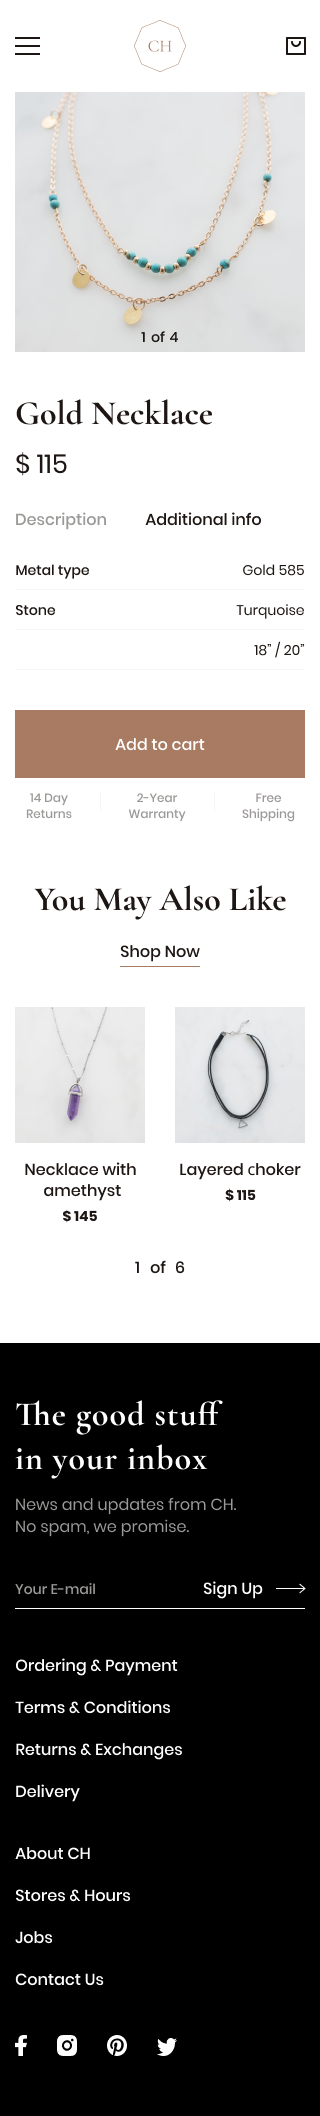 CH
1 of 4
Gold Necklace
$ 115
Description Additional info
Metal type Gold 585
Stone Turquoise
18” / 20”
Add to cart
14 Day
Returns
2-Year
Warranty
Free
Shipping
You May Also Like
Shop Now
Necklace with
amethyst
$ 145
Layered choker
$ 115
1 of 6
The good stuff
in your inbox
News and updates from CH.
No spam, we promise.
Your E-mail Sign Up
Ordering & Payment
Terms & Conditions
Returns & Exchanges
Delivery
About CH
Stores & Hours
Jobs
Contact Us